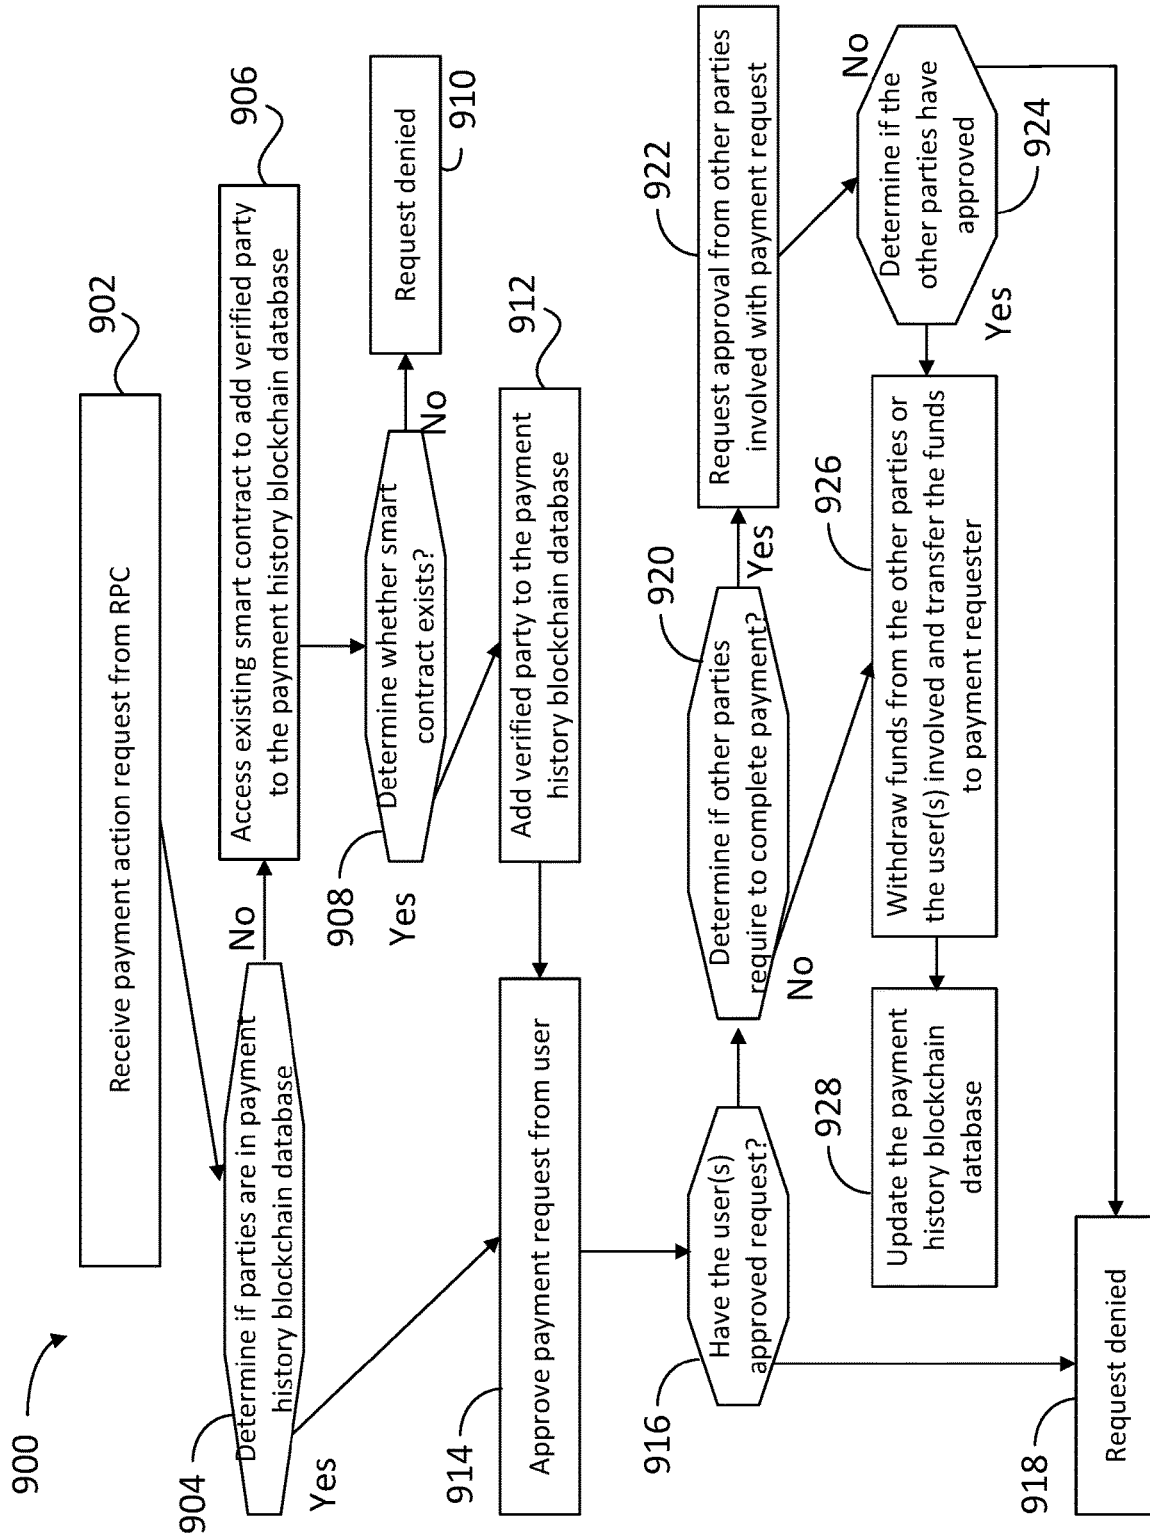 900
902
Receive payment action request from RPC
904
Determine if parties are in payment
history blockchain database
No
Yes
906
Access existing smart contract to add verified party
to the payment history blockchain database
908
Determine whether smart
contract exists?
No
Yes
Request denied
910
912
Add verified party to the payment
history blockchain database
914
Approve payment request from user
916
Have the user(s)
approved request?
918
Request denied
920
Determine if other parties
require to complete payment?
Yes
No
922
Request approval from other parties
involved with payment request
924
Determine if the
other parties have
approved
No
Yes
926
Withdraw funds from the other parties or
the user(s) involved and transfer the funds
to payment requester
928
Update the payment
history blockchain
database